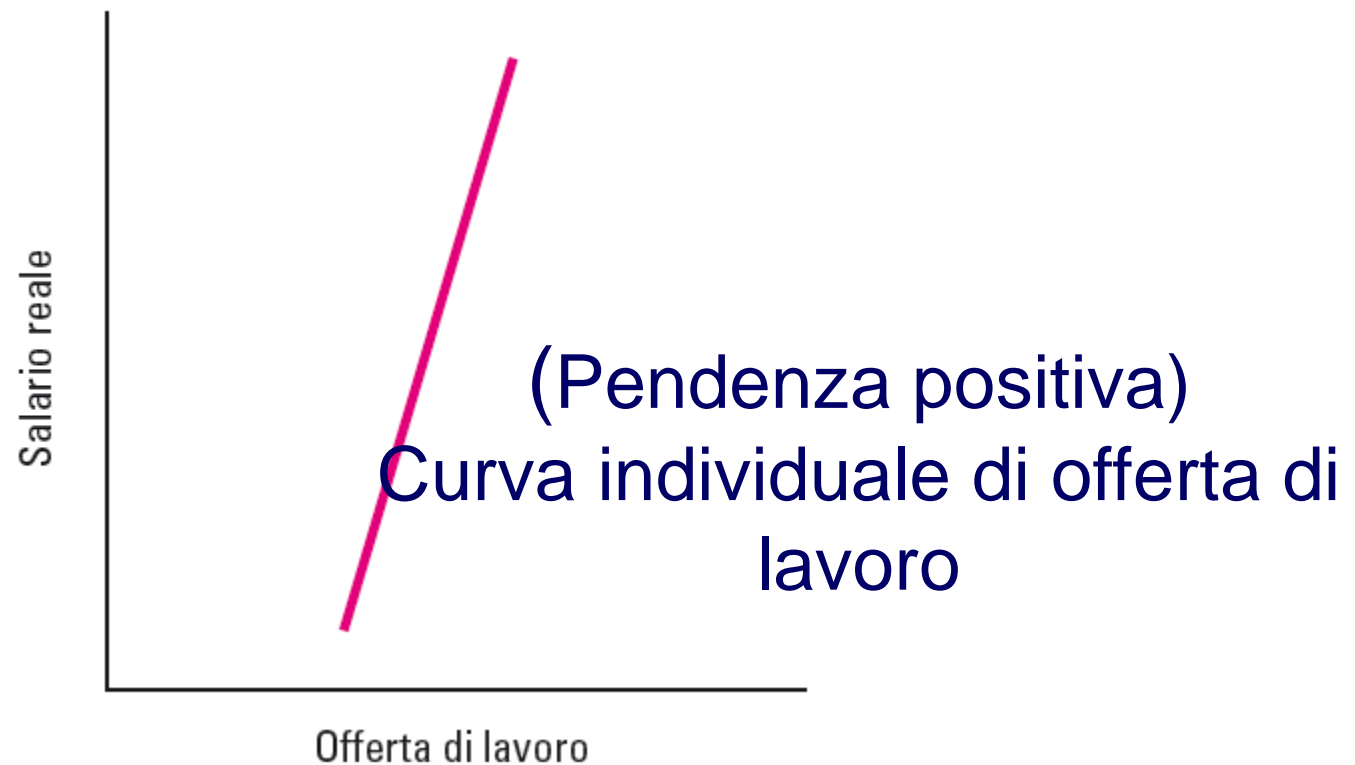 Salario reale
(Pendenza positiva)
Curva individuale di offerta di
lavoro
Offerta di lavoro